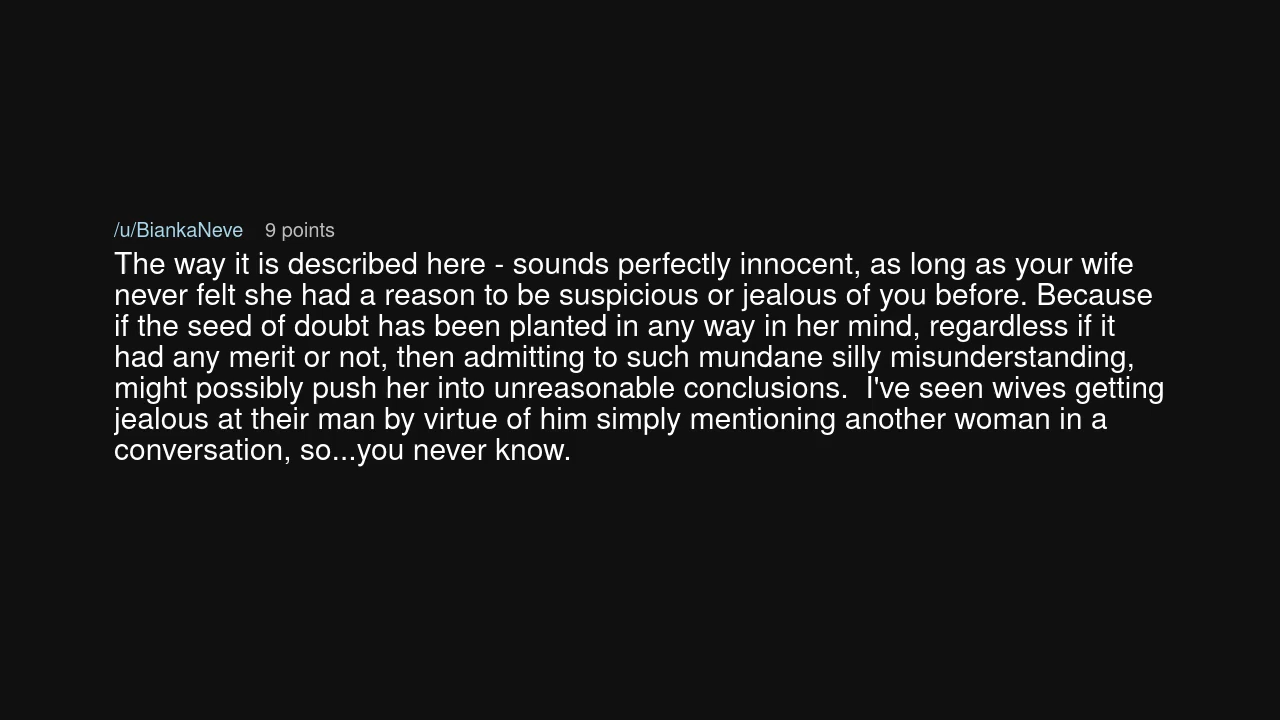 /u/BiankaNeve 9 points
The way it is described here - sounds perfectly innocent, as long as your wife
never felt she had a reason to be suspicious or jealous of you before. Because
if the seed of doubt has been planted in any way in her mind, regardless if it
had any merit or not, then admitting to such mundane silly misunderstanding,
might possibly push her into unreasonable conclusions.  I've seen wives getting
jealous at their man by virtue of him simply mentioning another woman in a
conversation, so...you never know.